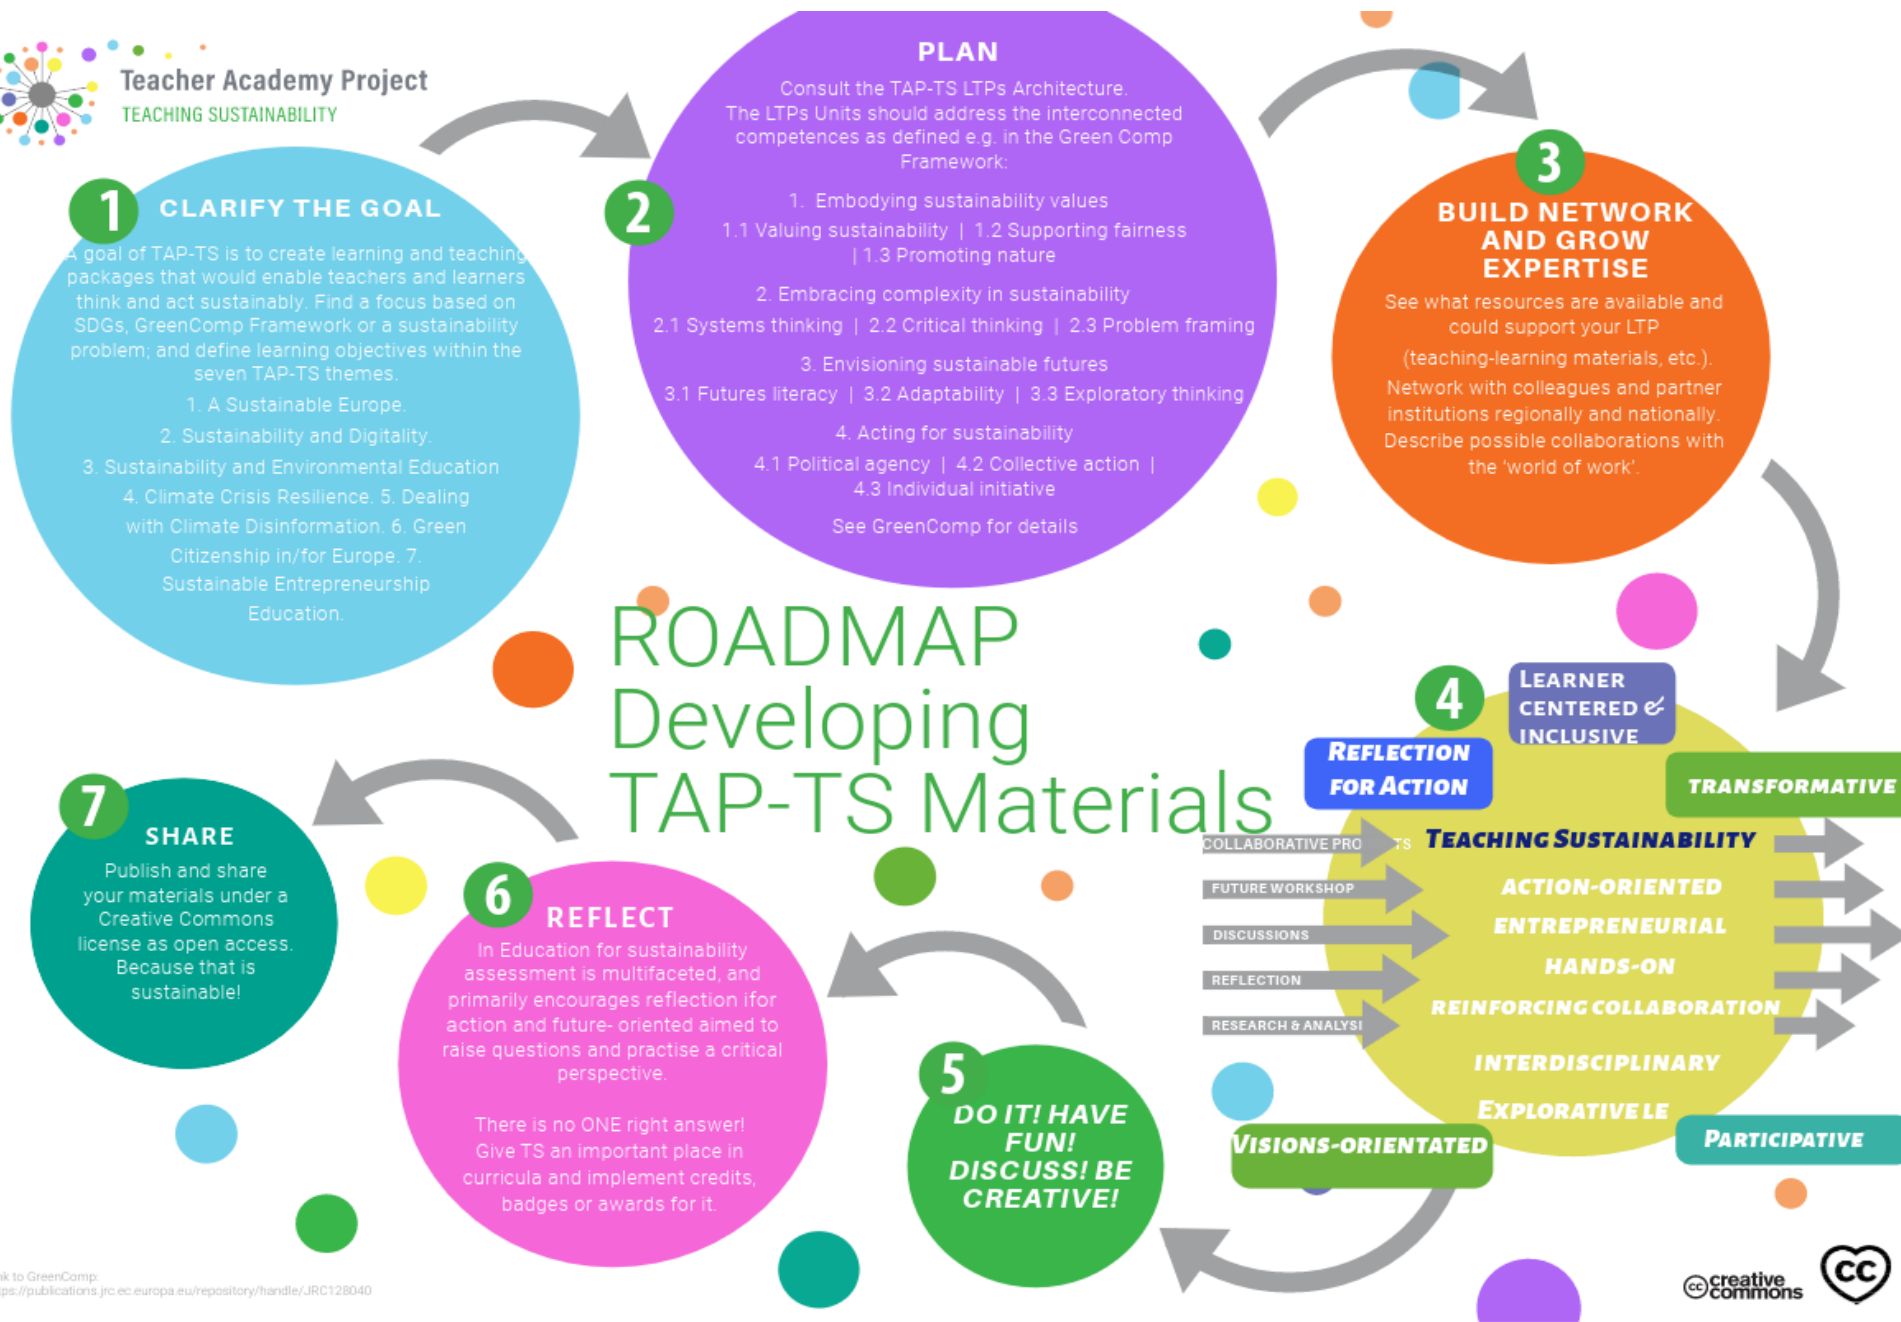 Teacher Academy Project
TEACHING SUSTAINABILITY
1
CLARIFY THE GOAL
A goal of TAP-TS is to create learning and teaching
packages that would enable teachers and learners
think and act sustainably. Find a focus based on
SDGs, GreenComp Framework or a sustainability
problem; and define learning objectives within the
seven TAP-TS themes.
1. A Sustainable Europe.
2. Sustainability and Digitality.
3. Sustainability and Environmental Education
4. Climate Crisis Resilience. 5. Dealing
with Climate Disinformation. 6. Green
Citizenship in/for Europe. 7.
Sustainable Entrepreneurship
Education.
2
PLAN
Consult the TAP-TS LTPs Architecture.
The LTPs Units should address the interconnected
competences as defined e.g. in the Green Comp
Framework:
1. Embodying sustainability values
1.1 Valuing sustainability | 1.2 Supporting fairness
| 1.3 Promoting nature
2. Embracing complexity in sustainability
2.1 Systems thinking | 2.2 Critical thinking | 2.3 Problem framing
3. Envisioning sustainable futures
3.1 Futures literacy | 3.2 Adaptability | 3.3 Exploratory thinking
4. Acting for sustainability
4.1 Political agency | 4.2 Collective action |
4.3 Individual initiative
See GreenComp for details
3
BUILD NETWORK
AND GROW
EXPERTISE
See what resources are available and
could support your LTP
(teaching-learning materials, etc.).
Network with colleagues and partner
institutions regionally and nationally.
Describe possible collaborations with
the 'world of work'.
ROADMAP
Developing
TAP-TS Materials
4
LEARNER
CENTERED &
INCLUSIVE
REFLECTION
FOR ACTION
TRANSFORMATIVE
COLLABORATIVE PRO TS
FUTURE WORKSHOP
DISCUSSIONS
REFLECTION
RESEARCH & ANALYSI
TEACHING SUSTAINABILITY
ACTION-ORIENTED
ENTREPRENEURIAL
HANDS-ON
REINFORCING COLLABORATION
INTERDISCIPLINARY
EXPLORATIVE LE
VISIONS-ORIENTATED
PARTICIPATIVE
5
DO IT! HAVE
FUN!
DISCUSS! BE
CREATIVE!
6
REFLECT
In Education for sustainability
assessment is multifaceted, and
primarily encourages reflection ifor
action and future- oriented aimed to
raise questions and practise a critical
perspective.
There is no ONE right answer!
Give TS an important place in
curricula and implement credits,
badges or awards for it.
7
SHARE
Publish and share
your materials under a
Creative Commons
license as open access.
Because that is
sustainable!
to GreenComp:
ps://publications.jrc.ec.europa.eu/repository/handle/JRC128040
cc creative
commons
CC